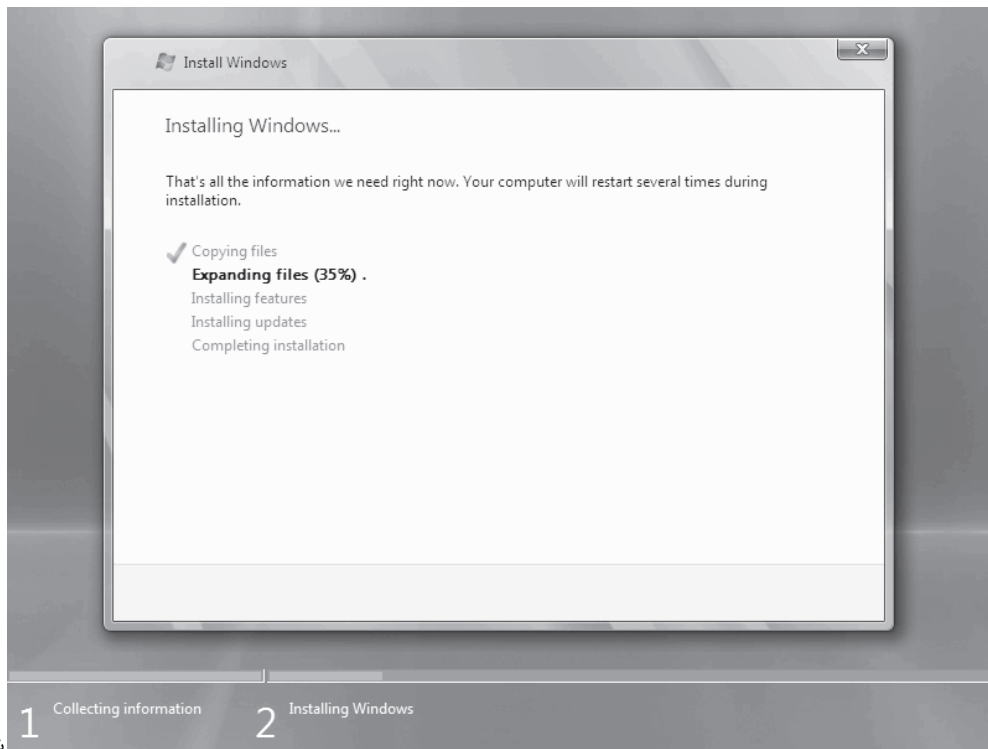 Install Windows
Installing Windows...
That's all the information we need right now. Your computer will restart several times during
installation.
Copying files
Expanding files (35%) .
Installing features
Installing updates
Completing installation
1 Collecting information
2 Installing Windows